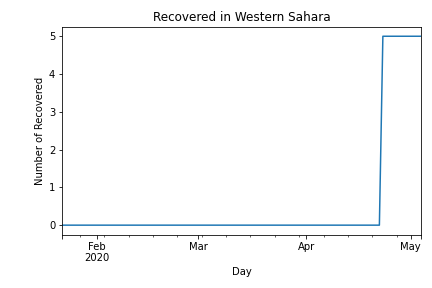 Recovered in Western Sahara
Number of Recovered
5
4
3
2
1
0
Feb
2020
Mar
Apr
May
Day